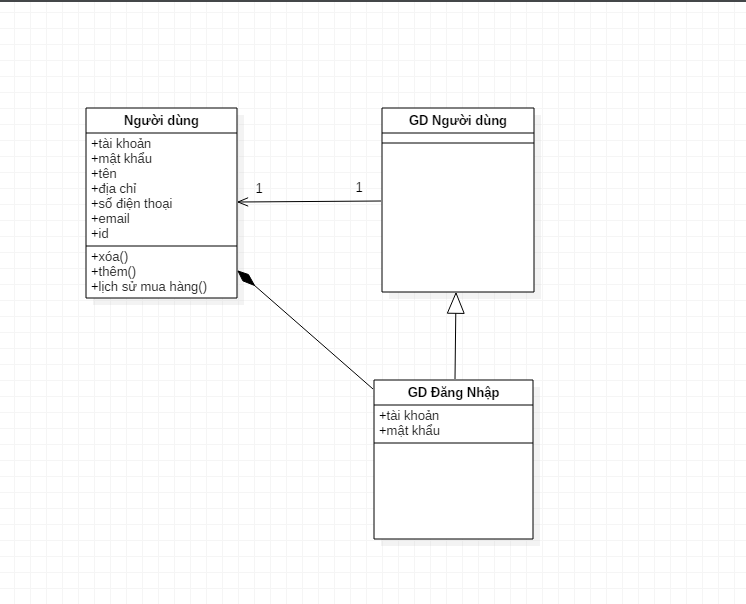 Người dùng
+tài khoản
+mật khẩu
+tên
+địa chỉ
+số điện thoại
+email
+id
+xóa()
+thêm()
+lịch sử mua hàng()
1
1
GD Người dùng
GD Đăng Nhập
+tài khoản
+mật khẩu